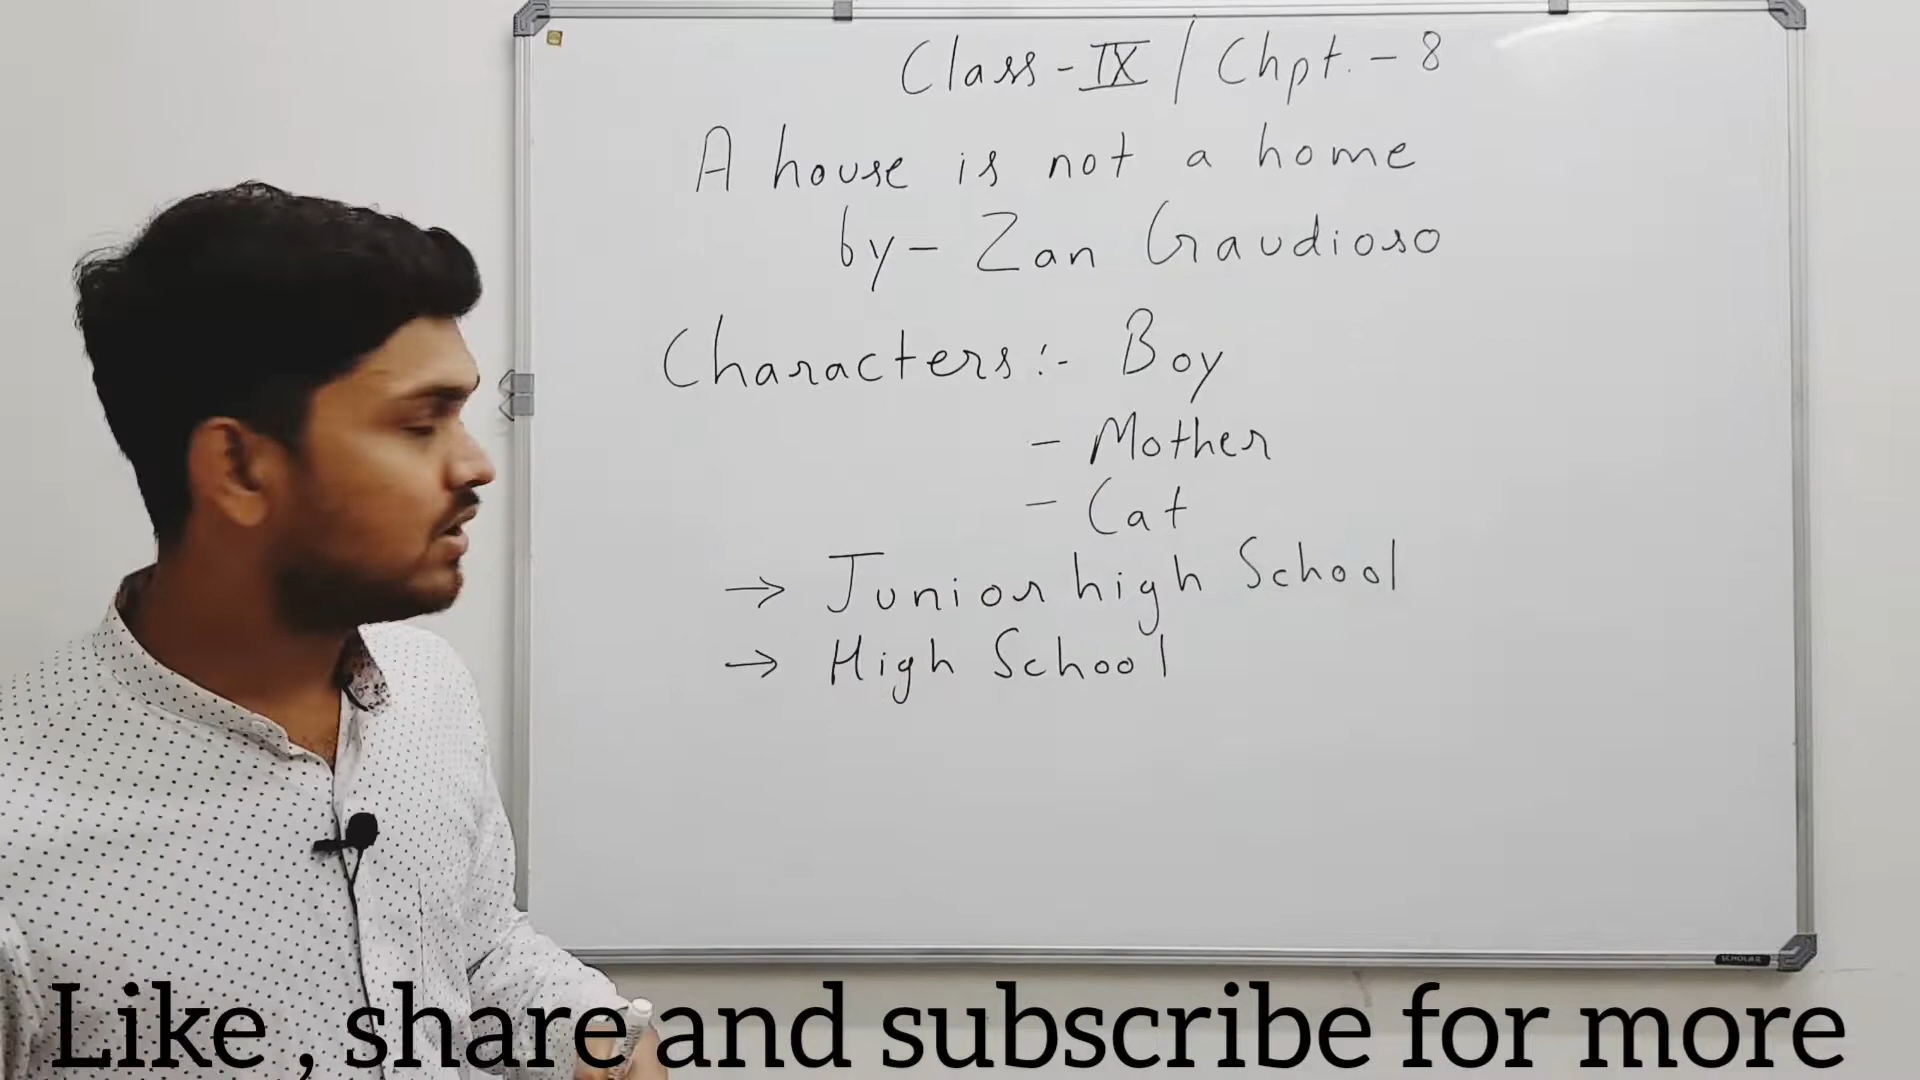 Class - IX / Chpt. - 8
A house is not a home
by - Zan Gaudioso
Characters :- Boy
- Mother
- Cat
→ Junior high School
→ High School
SCHOLAR
Like , share and subscribe for more